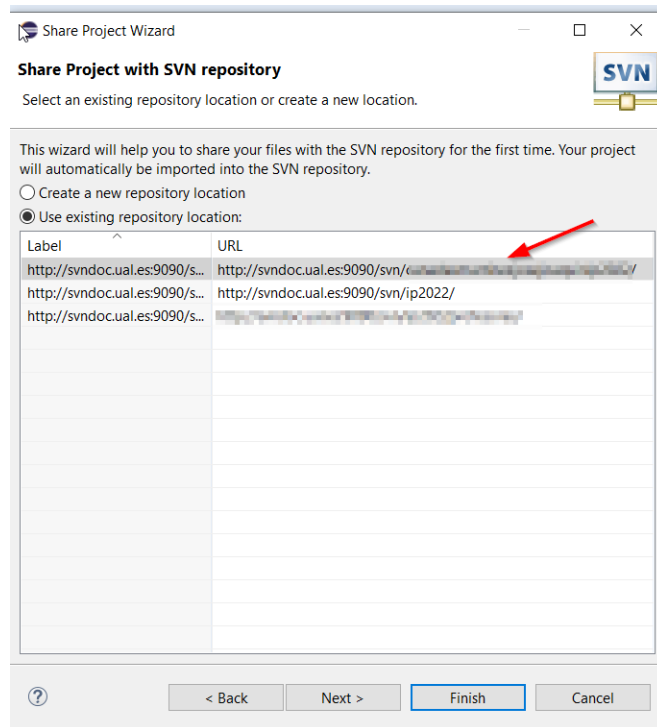 Share Project Wizard
Share Project with SVN repository
SVN
Select an existing repository location or create a new location.
This wizard will help you to share your files with the SVN repository for the first time. Your project
will automatically be imported into the SVN repository.
Create a new repository location
Use existing repository location:
Label URL
http://svndoc.ual.es:9090/s... http://svndoc.ual.es:9090/svn/
http://svndoc.ual.es:9090/s... http://svndoc.ual.es:9090/svn/ip2022/
http://svndoc.ual.es:9090/s...
? < Back Next > Finish Cancel